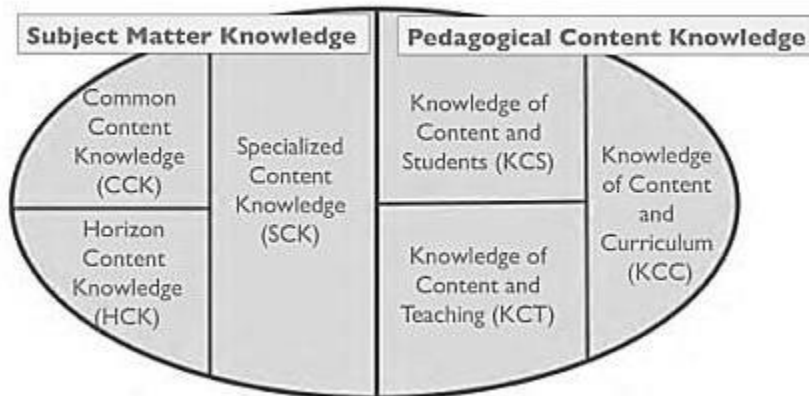 Subject Matter Knowledge
Pedagogical Content Knowledge
Common
Content
Knowledge
(CCK)
Horizon
Content
Knowledge
(HCK)
Specialized
Content
Knowledge
(SCK)
Knowledge of
Content and
Students (KCS)
Knowledge of
Content and
Teaching (KCT)
Knowledge
of Content
and
Curriculum
(KCC)